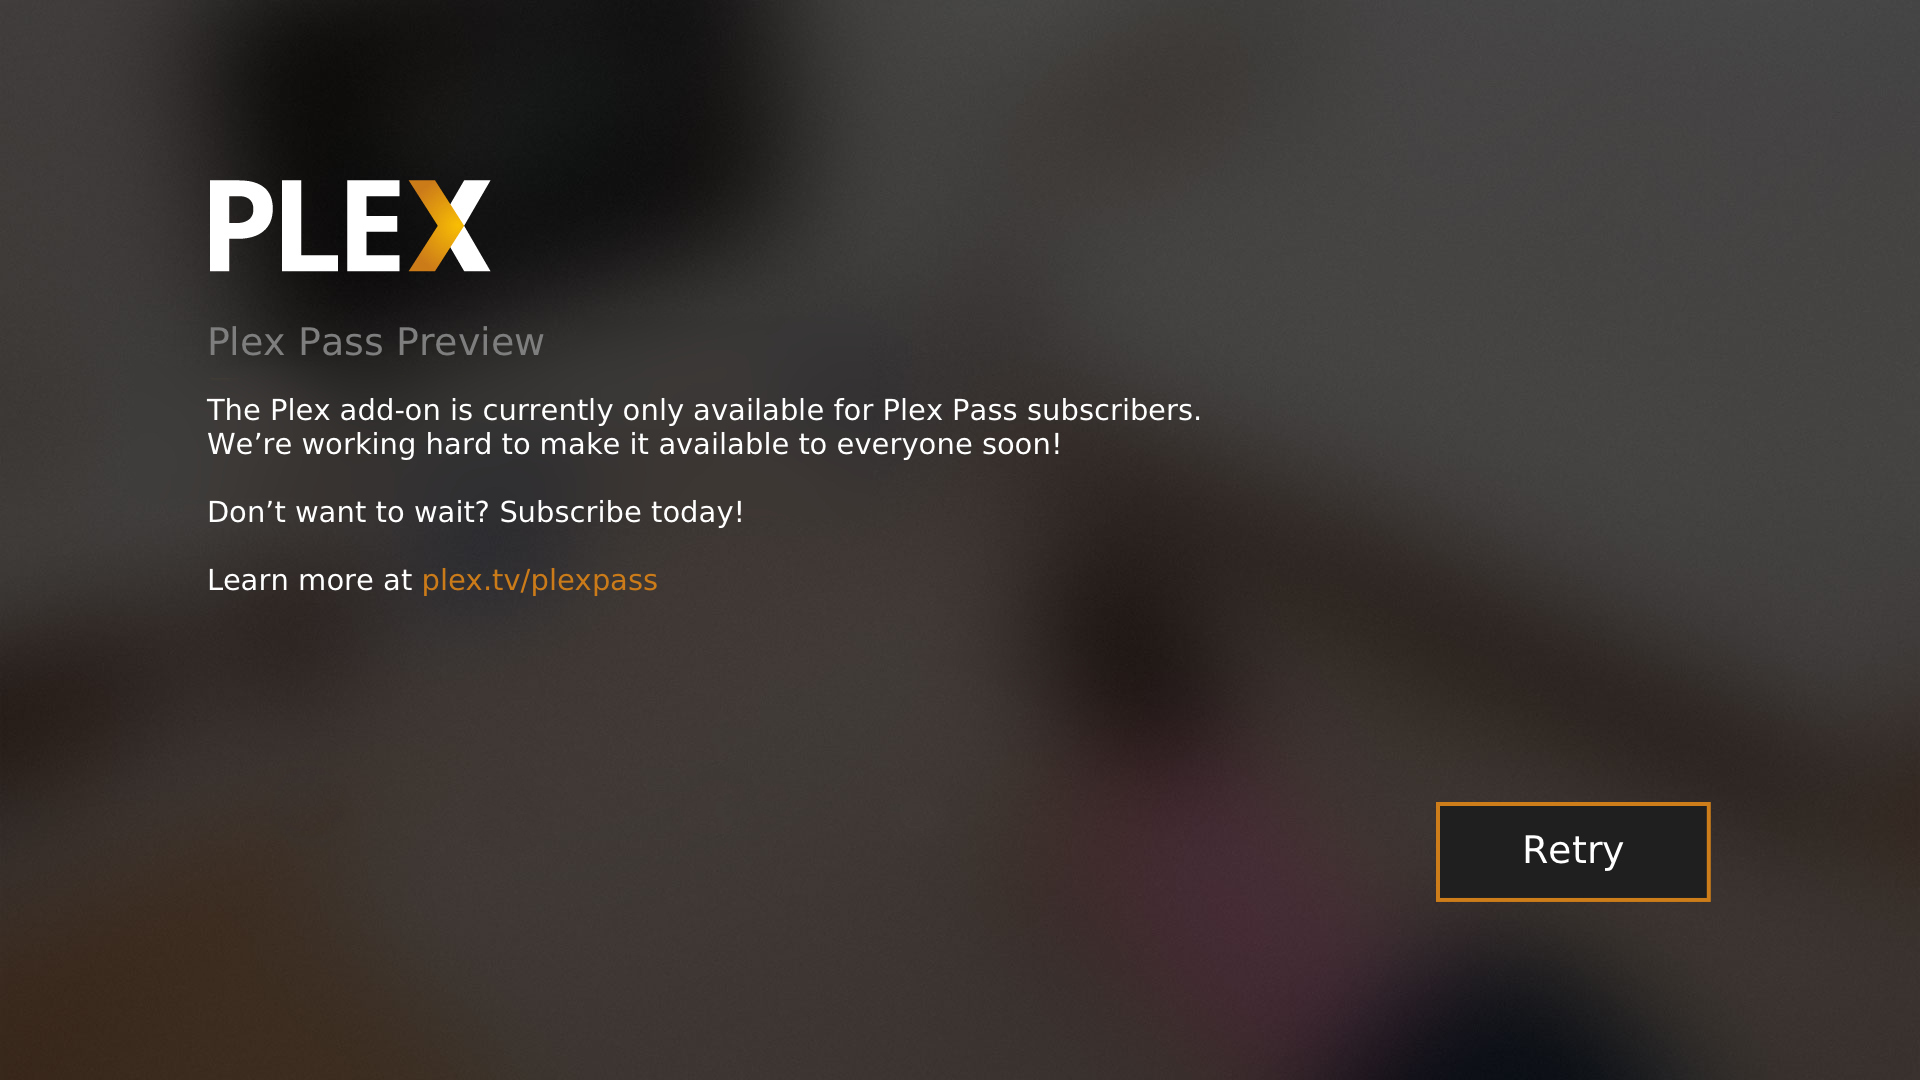 PLEX
Plex Pass Preview
The Plex add-on is currently only available for Plex Pass subscribers.
We’re working hard to make it available to everyone soon!
Don’t want to wait? Subscribe today!
Learn more at plex.tv/plexpass
Retry